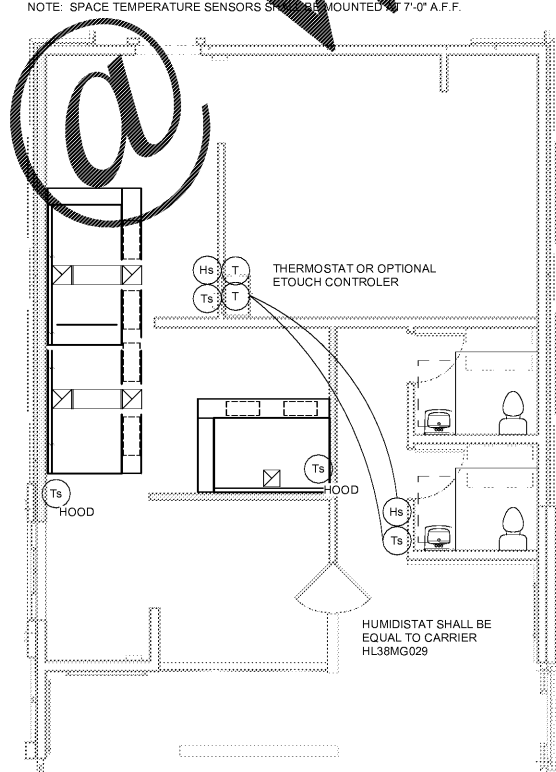 NOTE: SPACE TEMPERATURE SENSORS SHALL BE MOUNTED AT 7'-0" A.F.F.
@
Hs T
THERMOSTAT OR OPTIONAL
Ts T
ETOUCH CONTROLER
Ts
HOOD
Ts
HOOD
Hs
Ts
HUMIDISTAT SHALL BE
EQUAL TO CARRIER
HL38MG029